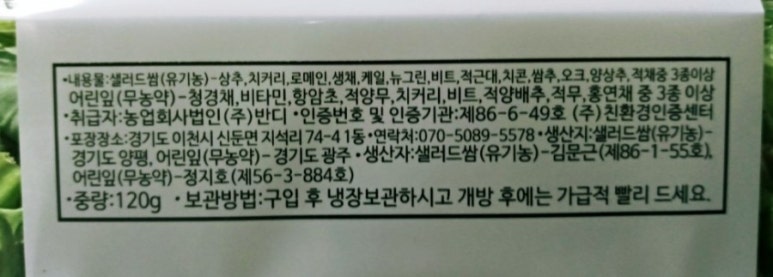 •내용물:샐러드쌈(유기농)-상추,치커리,로메인,생채,케일,뉴그린,비트,적근대,치콘,쌈추,오크,양상추,적채중 3종이상
어린잎(무농약)-청경채,비타민,항암초,적양무,치커리,비트,적양배추,적무,홍연채 중 3종 이상
•취급자:농업회사법인(주)반디 •인증번호 및 인증기관:제86-6-49호 (주)친환경인증센터
•포장장소:경기도 이천시 신둔면 지석리 74-4 1동•연락처:070-5089-5578•생산지:샐러드쌈(유기농)-
경기도 양평, 어린잎(무농약)-경기도 광주•생산자:샐러드쌈(유기농)-김문근(제86-1-55호),
어린잎(무농약)-정지호(제56-3-884호)
•중량:120g •보관방법:구입 후 냉장보관하시고 개방 후에는 가급적 빨리 드세요.